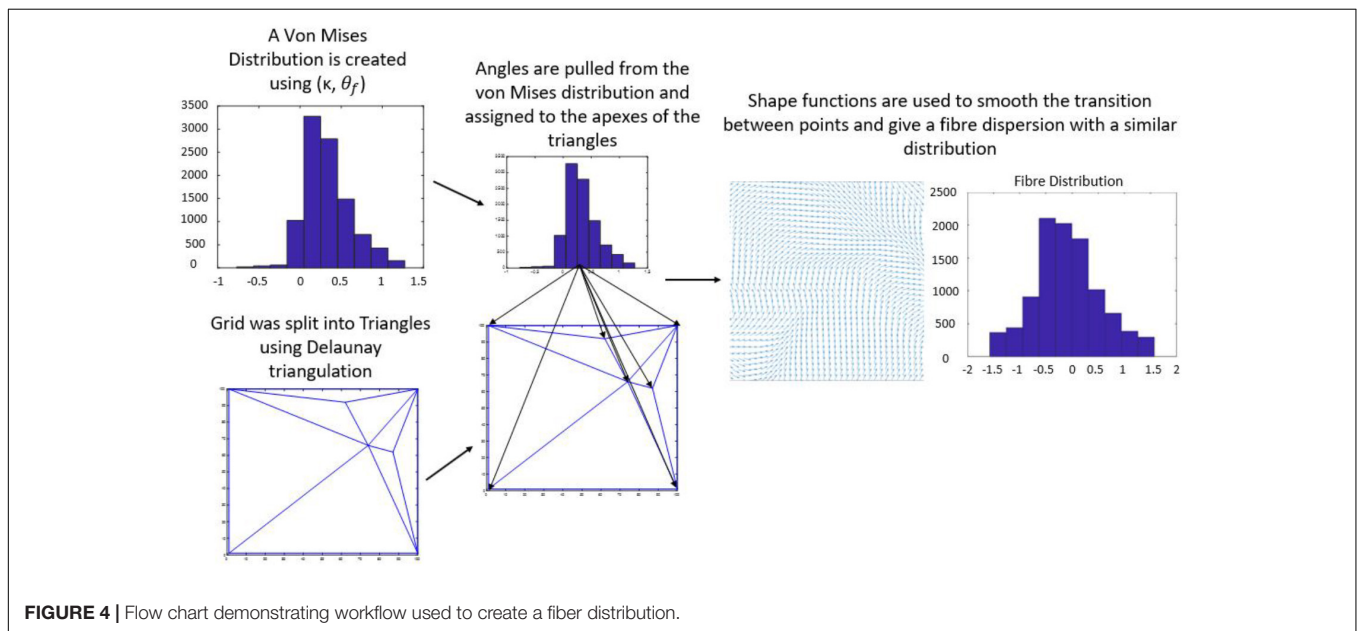 A Von Mises
Distribution is created
using (κ, θf)
3500
3000
2500
2000
1500
1000
500
0
-1 -0.5 0 0.5 1 1.5
Angles are pulled from the
von Mises distribution and
assigned to the apexes of the
triangles
Shape functions are used to smooth the transition
between points and give a fibre dispersion with a similar
distribution
Fibre Distribution
2500
2000
1500
1000
500
0
-2 -1.5 -1 -0.5 0 0.5 1 1.5 2
Grid was split into Triangles
using Delaunay
triangulation
FIGURE 4 | Flow chart demonstrating workflow used to create a fiber distribution.